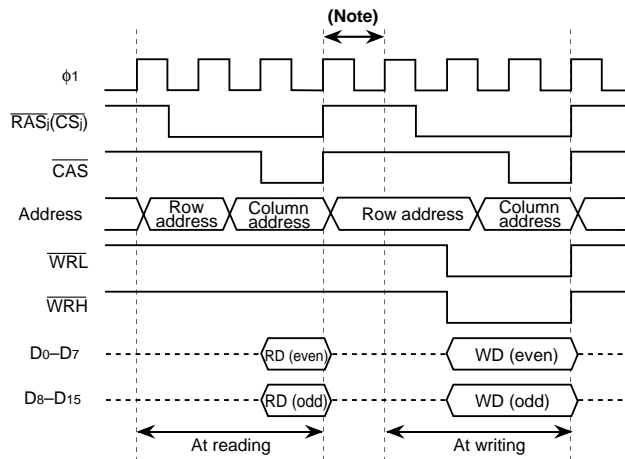 (Note)
ϕ1
RASj(CSj)
CAS
Address
Row address
Column address
Row address
Column address
WRL
WRH
D0–D7
RD (even)
WD (even)
D8–D15
RD (odd)
WD (odd)
At reading
At writing